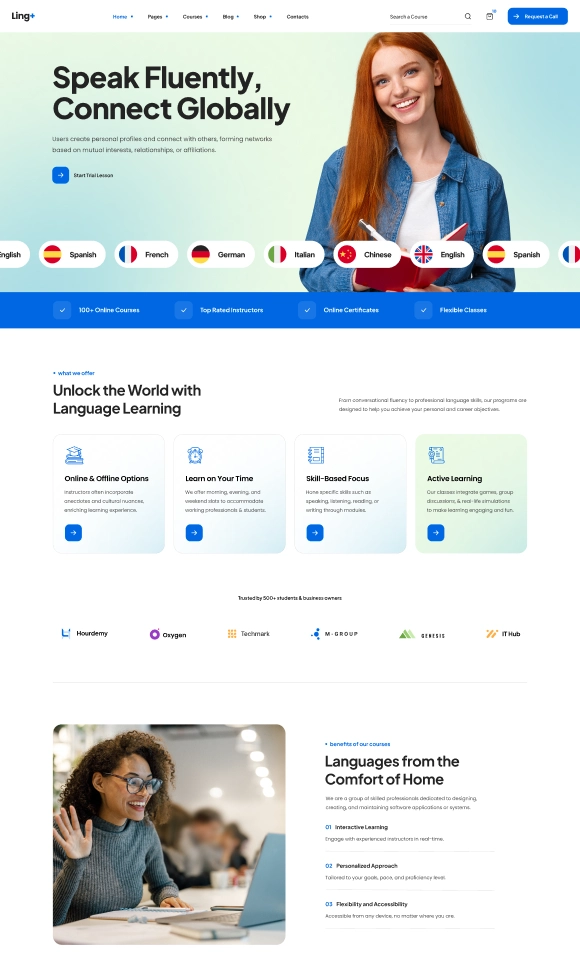 Ling+
Home
Pages
Courses
Blog
Shop
Contacts
Search a Course
Request a Call
Speak Fluently,
Connect Globally
Users create personal profiles and connect with others, forming networks
based on mutual interests, relationships, or affiliations.
Start Trial Lesson
English
Spanish
French
German
Italian
Chinese
English
Spanish
100+ Online Courses
Top Rated Instructors
Online Certificates
Flexible Classes
what we offer
Unlock the World with
Language Learning
From conversational fluency to professional language skills, our programs are
designed to help you achieve your personal and career objectives.
Online & Offline Options
Instructors often incorporate
anecdotes and cultural nuances,
enriching learning experience.
Learn on Your Time
We offer morning, evening, and
weekend slots to accommodate
working professionals & students.
Skill-Based Focus
Hone specific skills such as
speaking, listening, reading, or
writing through modules.
Active Learning
Our classes integrate games, group
discussions, & real-life simulations
to make learning engaging and fun.
Trusted by 500+ students & business owners
Hourdemy
Oxygen
Techmark
M-GROUP
GENESIS
IT Hub
benefits of our courses
Languages from the
Comfort of Home
We are a group of skilled professionals dedicated to designing,
creating, and maintaining software applications or systems.
01 Interactive Learning
Engage with experienced instructors in real-time.
02 Personalized Approach
Tailored to your goals, pace, and proficiency level.
03 Flexibility and Accessibility
Accessible from any device, no matter where you are.